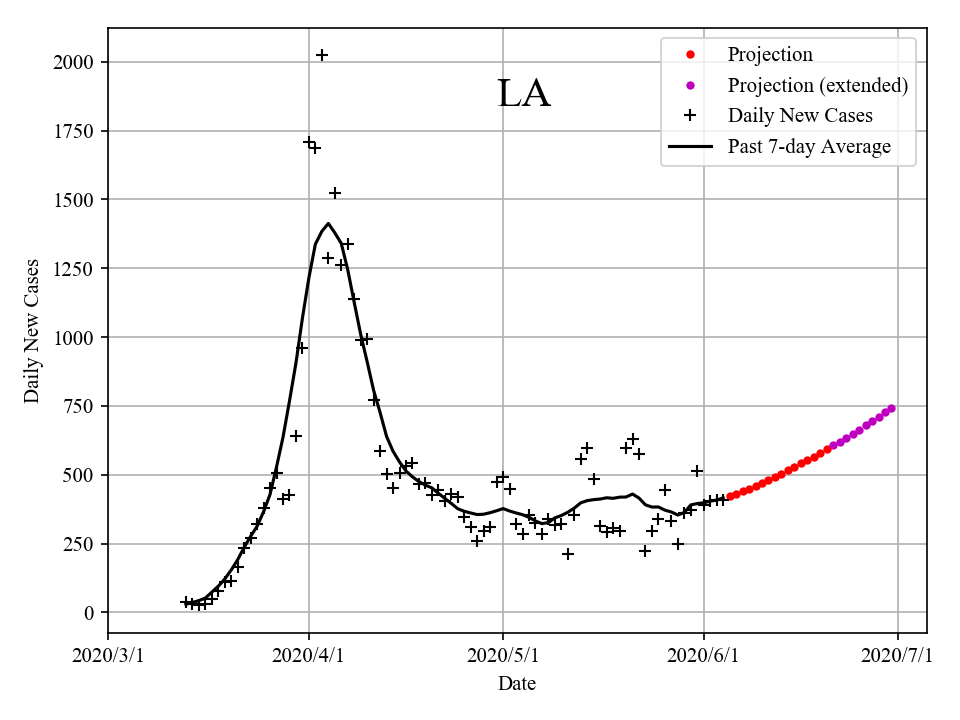 LA
Projection
Projection (extended)
Daily New Cases
Past 7-day Average
Daily New Cases
2000
1750
1500
1250
1000
750
500
250
0
2020/3/1 2020/4/1 2020/5/1 2020/6/1 2020/7/1
Date